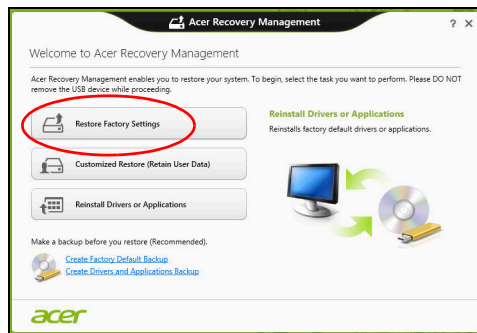 Acer Recovery Management
? ×
Welcome to Acer Recovery Management
Acer Recovery Management enables you to restore your system. To begin, select the task you want to perform. Please DO NOT
remove the USB device while proceeding.
Restore Factory Settings
Customized Restore (Retain User Data)
Reinstall Drivers or Applications
Reinstall Drivers or Applications
Reinstalls factory default drivers or applications.
Make a backup before you restore (Recommended).
Create Factory Default Backup
Create Drivers and Applications Backup
acer